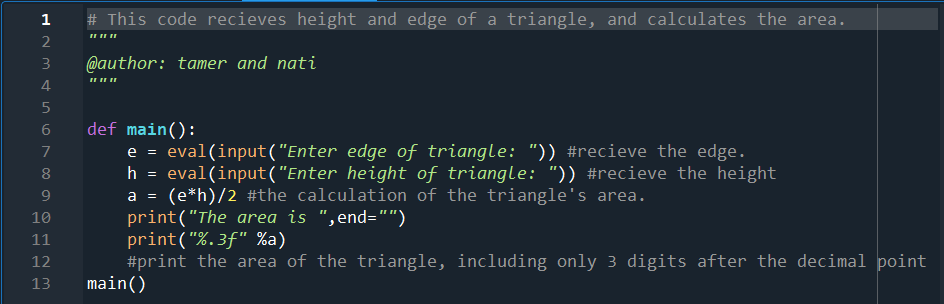 1 # This code recieves height and edge of a triangle, and calculates the area.
2 """
3 @author: tamer and nati
4 """
5
6 def main():
7     e = eval(input("Enter edge of triangle: ")) #recieve the edge.
8     h = eval(input("Enter height of triangle: ")) #recieve the height
9     a = (e*h)/2 #the calculation of the triangle's area.
10     print("The area is ",end="")
11     print("%.3f" %a)
12     #print the area of the triangle, including only 3 digits after the decimal point
13 main()